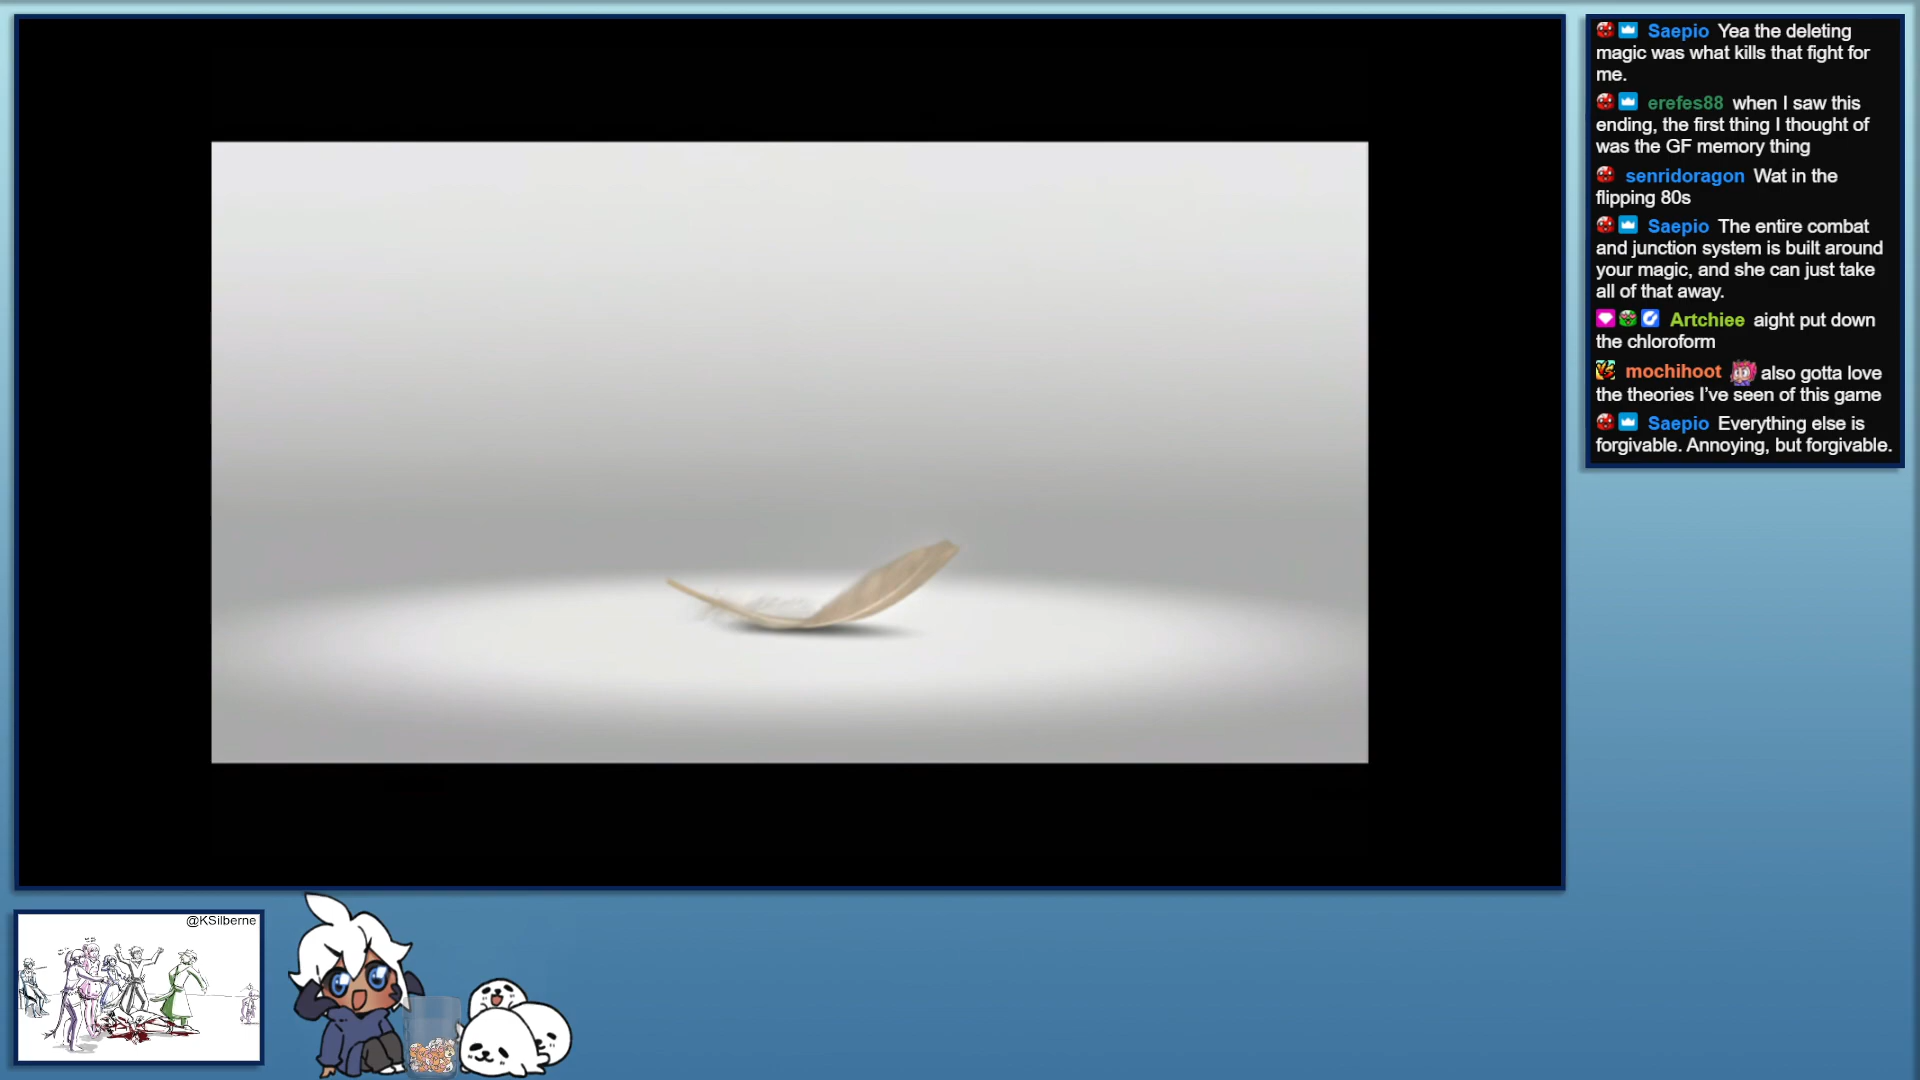 Saepio Yea the deleting
magic was what kills that fight for
me.
erefes88 when I saw this
ending, the first thing I thought of
was the GF memory thing
senridoragon Wat in the
flipping 80s
Saepio The entire combat
and junction system is built around
your magic, and she can just take
all of that away.
Artchiee aight put down
the chloroform
mochihoot also gotta love
the theories I've seen of this game
Saepio Everything else is
forgivable. Annoying, but forgivable.
@KSilberne